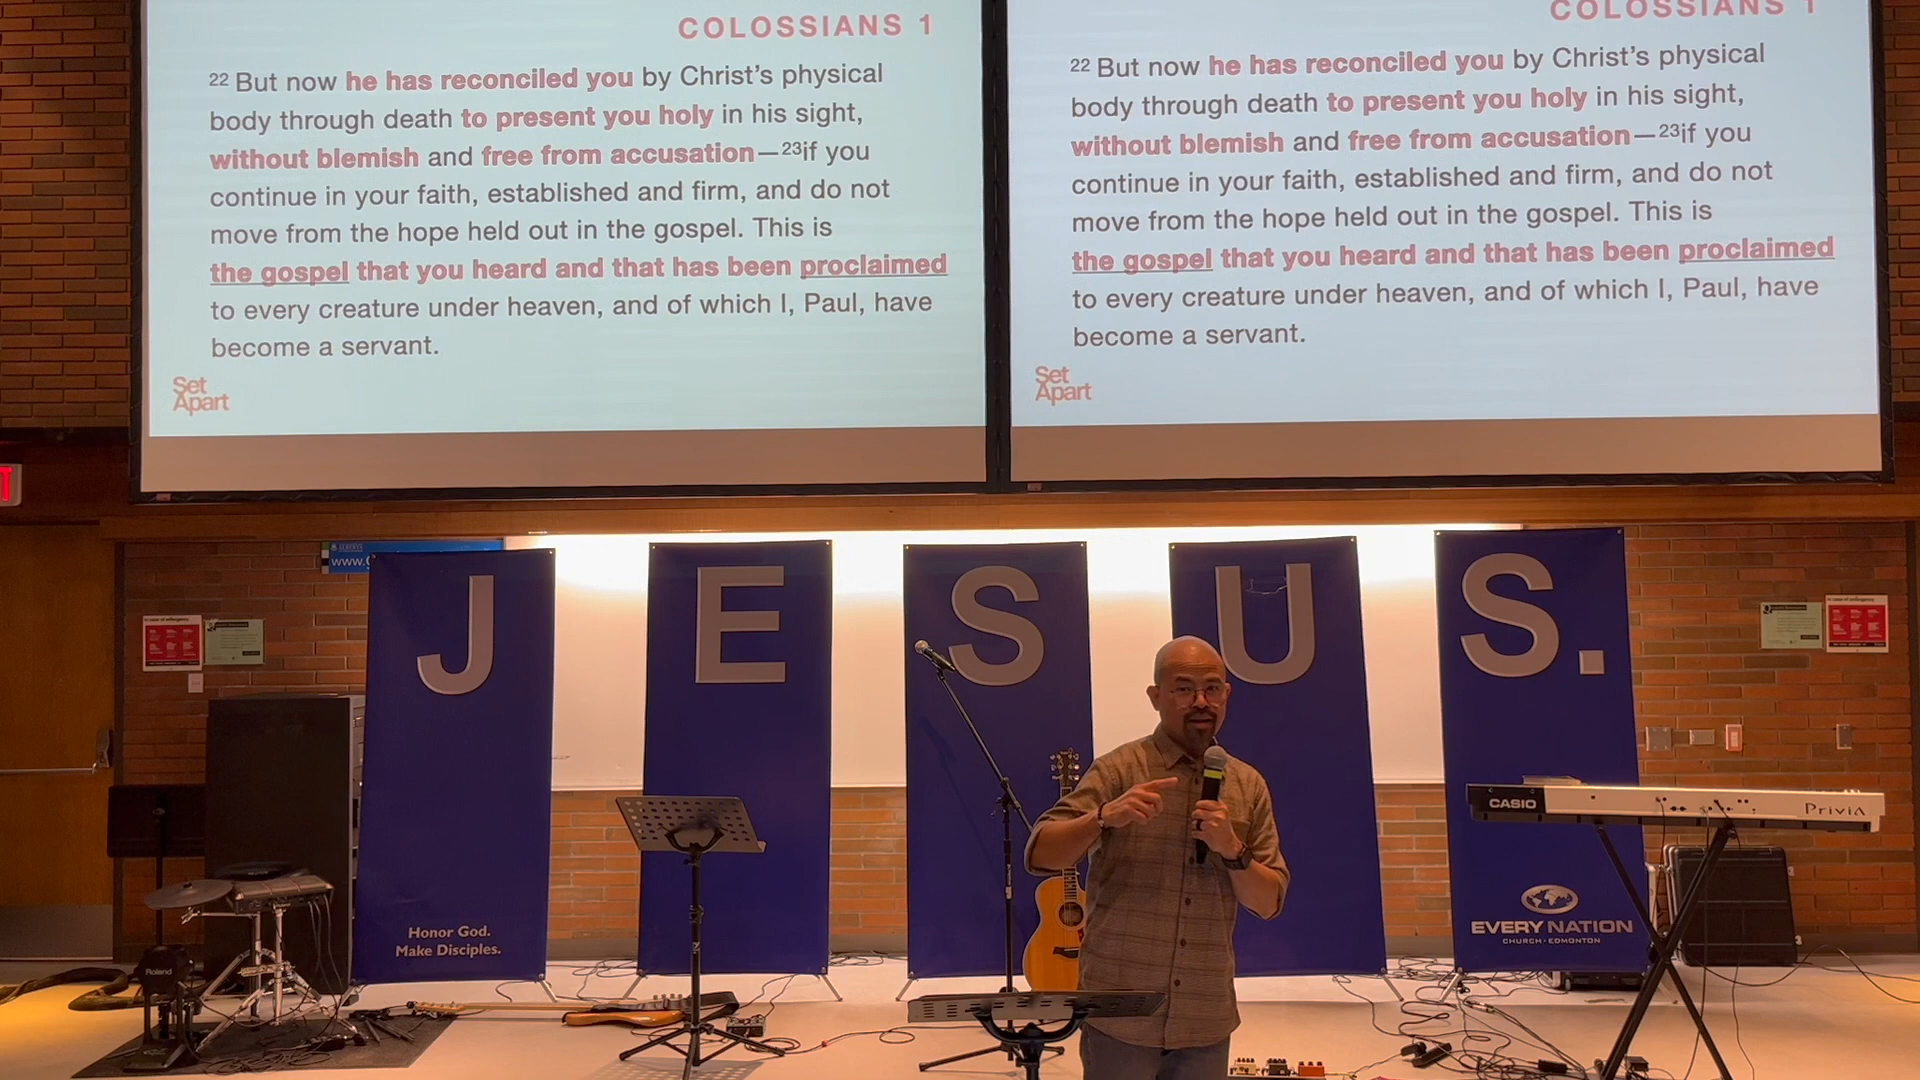 COLOSSIANS 1
22 But now he has reconciled you by Christ's physical
body through death to present you holy in his sight,
without blemish and free from accusation—23if you
continue in your faith, established and firm, and do not
move from the hope held out in the gospel. This is
the gospel that you heard and that has been proclaimed
to every creature under heaven, and of which I, Paul, have
become a servant.
Set
Apart
COLOSSIANS 1
22 But now he has reconciled you by Christ's physical
body through death to present you holy in his sight,
without blemish and free from accusation—23if you
continue in your faith, established and firm, and do not
move from the hope held out in the gospel. This is
the gospel that you heard and that has been proclaimed
to every creature under heaven, and of which I, Paul, have
become a servant.
Set
Apart
www.
JESUS.
Honor God.
Make Disciples.
EVERY NATION
CHURCH • EDMONTON
CASIO
Privia
Roland